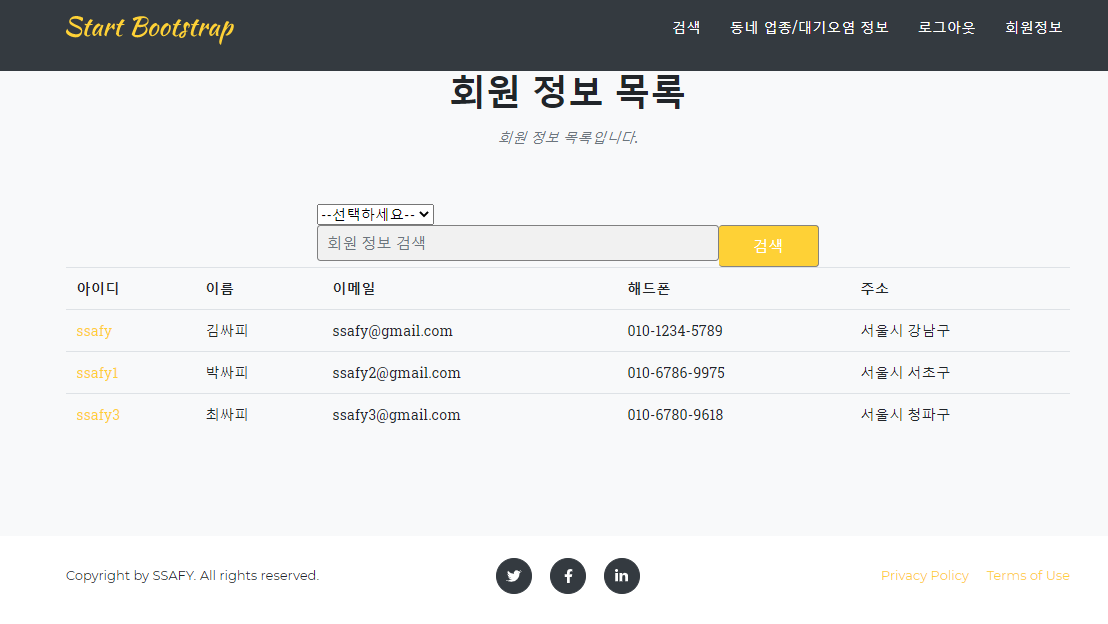 Start Bootstrap 검색 동네 업종/대기오염 정보 로그아웃 회원정보
회원 정보 목록
회원 정보 목록입니다.
--선택하세요--
회원 정보 검색 검색
아이디 이름 이메일 해드폰 주소
ssafy 김싸피 ssafy@gmail.com 010-1234-5789 서울시 강남구
ssafy1 박싸피 ssafy2@gmail.com 010-6786-9975 서울시 서초구
ssafy3 최싸피 ssafy3@gmail.com 010-6780-9618 서울시 청파구
Copyright by SSAFY. All rights reserved. Privacy Policy Terms of Use